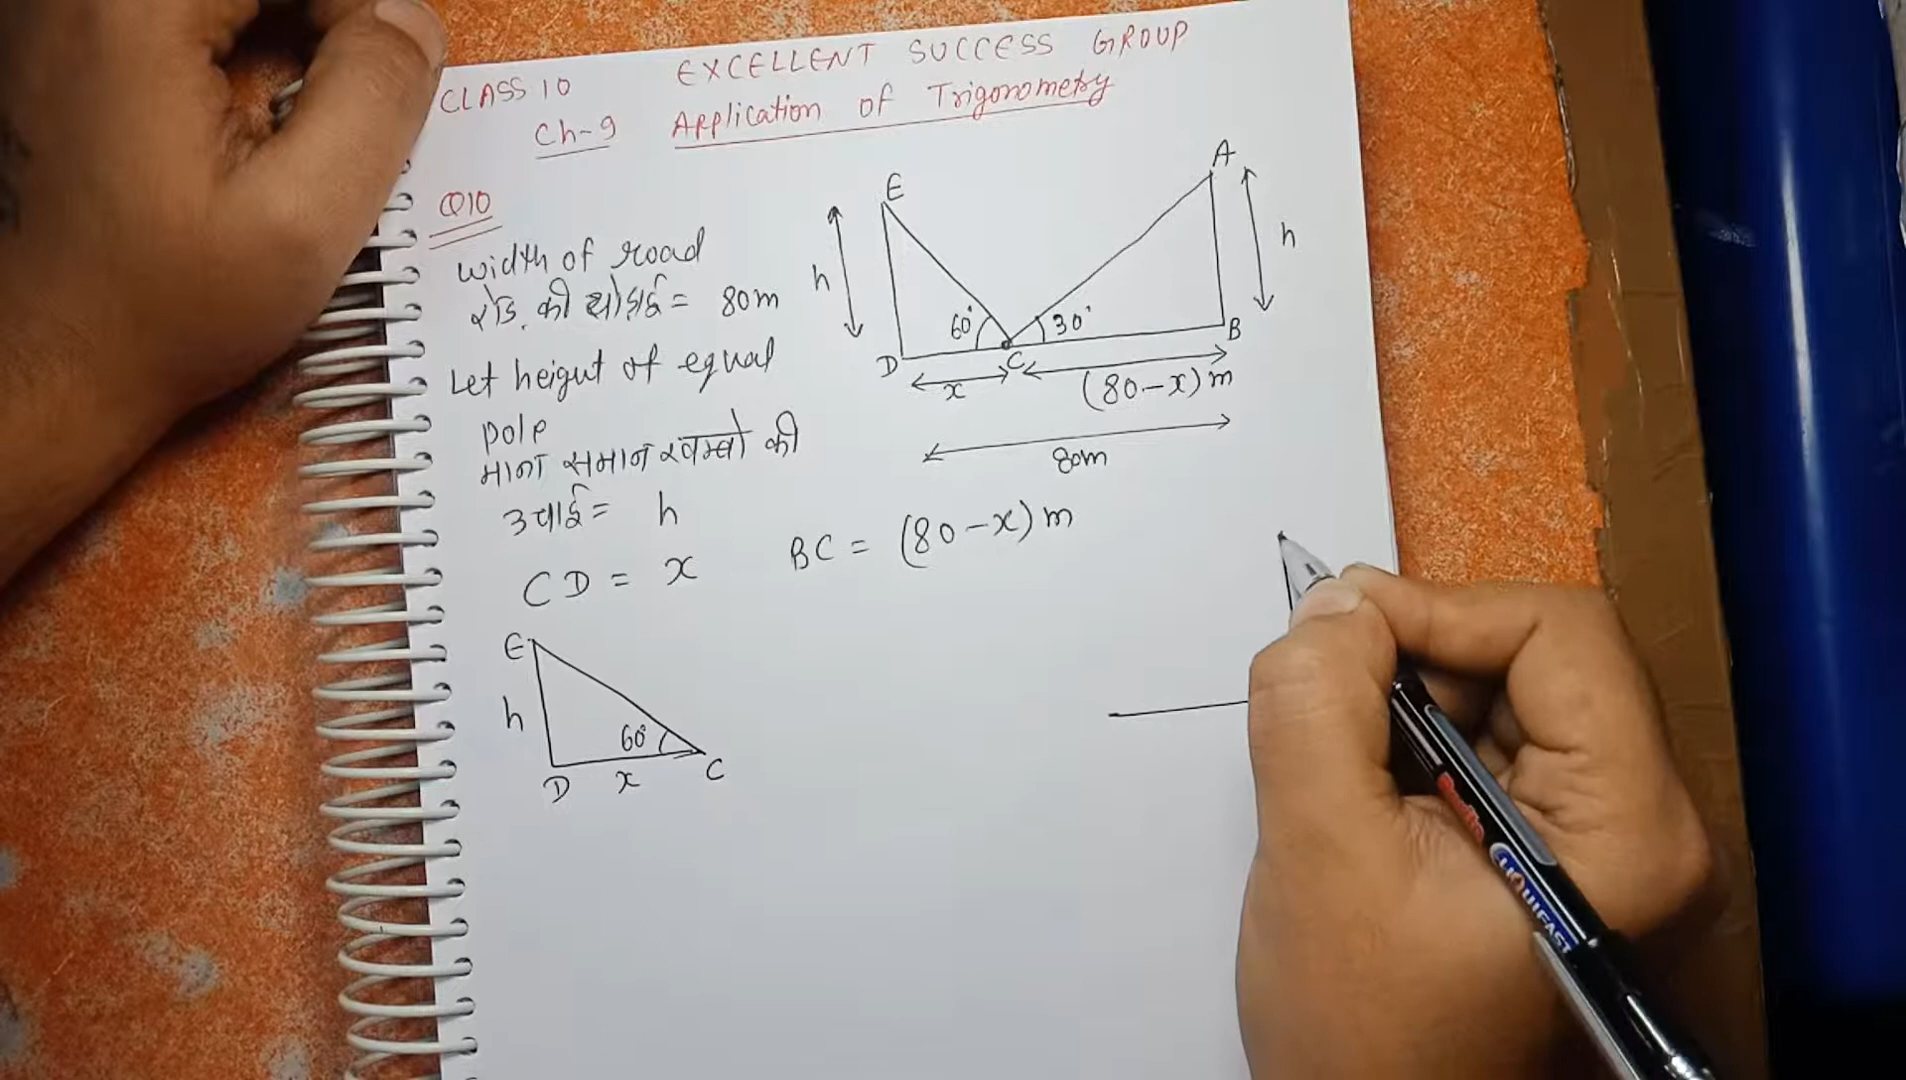 CLASS 10 EXCELLENT SUCCESS GROUP
Ch-9 Application of Trigonometry
Q10
width of road
= 80m
Let heigut of equal
pole
माना समान खम्बो की
= h
CD = x BC = (80-x)m
E
A
h
h
60°
30°
D
C
B
x
(80-x)m
80m
E
h
60°
D
x
C